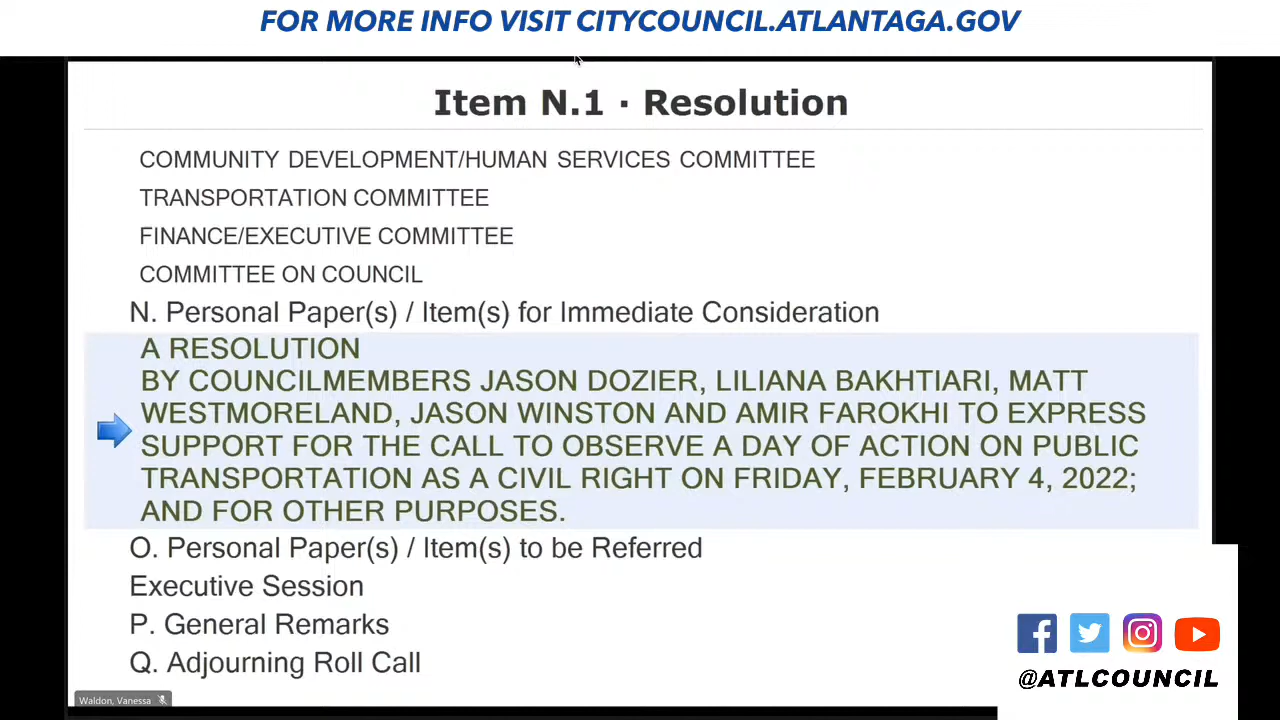 FOR MORE INFO VISIT CITYCOUNCIL.ATLANTAGA.GOV
Item N.1 · Resolution
COMMUNITY DEVELOPMENT/HUMAN SERVICES COMMITTEE
TRANSPORTATION COMMITTEE
FINANCE/EXECUTIVE COMMITTEE
COMMITTEE ON COUNCIL
N. Personal Paper(s) / Item(s) for Immediate Consideration
A RESOLUTION
BY COUNCILMEMBERS JASON DOZIER, LILIANA BAKHTIARI, MATT
WESTMORELAND, JASON WINSTON AND AMIR FAROKHI TO EXPRESS
SUPPORT FOR THE CALL TO OBSERVE A DAY OF ACTION ON PUBLIC
TRANSPORTATION AS A CIVIL RIGHT ON FRIDAY, FEBRUARY 4, 2022;
AND FOR OTHER PURPOSES.
O. Personal Paper(s) / Item(s) to be Referred
Executive Session
P. General Remarks
Q. Adjourning Roll Call
@ATLCOUNCIL
Waldon, Vanessa